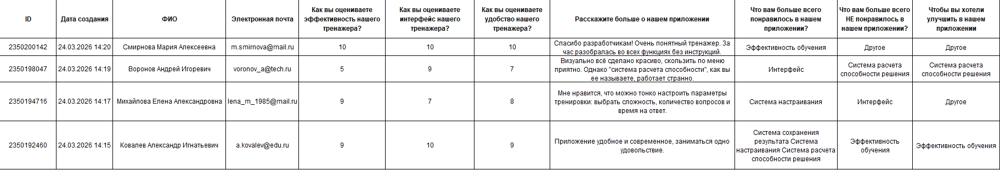 ID
Дата создания
ФИО
Электронная почта
Как вы оцениваете
эффективность нашего
тренажера?
Как вы оцениваете
интерфейс нашего
тренажера?
Как вы оцениваете
удобство нашего
тренажера?
Расскажите больше о нашем приложении
Что вам больше всего
понравилось в нашем
приложении?
Что вам больше всего
НЕ понравилось в
нашем приложении?
Чтобы вы хотели
улучшить в нашем
приложении
2350200142
24.03.2026 14:20
Смирнова Мария Алексеевна
m.smirnova@mail.ru
10
10
10
Спасибо разработчикам! Очень понятный тренажер. За
час разобралась во всех функциях без инструкций.
Эффективность обучения
Другое
Другое
2350198047
24.03.2026 14:19
Воронов Андрей Игоревич
voronov_a@tech.ru
5
9
7
Визуально всё сделано красиво, скользить по меню
приятно. Однако "система расчета способности", как вы
ее называете, работает странно.
Интерфейс
Система расчета
способности решения
Система расчета
способности решения
2350194716
24.03.2026 14:17
Михайлова Елена Александровна
lena_m_1985@mail.ru
9
7
8
Мне нравится, что можно тонко настроить параметры
тренировки: выбрать сложность, количество вопросов и
время на ответ.
Система настраивания
Интерфейс
Другое
2350192460
24.03.2026 14:15
Ковалев Александр Игнатьевич
a.kovalev@edu.ru
9
10
9
Приложение удобное и современное, заниматься одно
удовольствие.
Система сохранения
результата Система
настраивания Система расчета
способности решения
Эффективность
обучения
Эффективность обучения